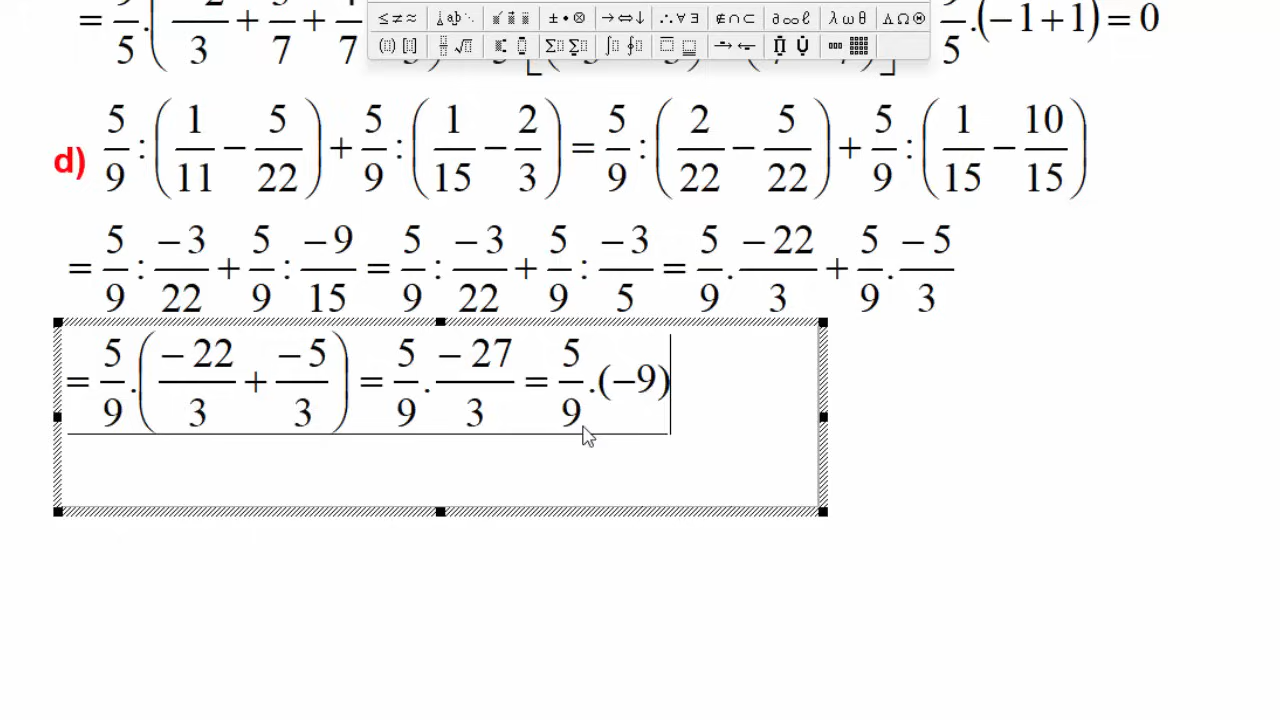 .(−1+1)=0
d) 5/9 : (1/11 − 5/22) + 5/9 : (1/15 − 2/3) = 5/9 : (2/22 − 5/22) + 5/9 : (1/15 − 10/15)
= 5/9 : −3/22 + 5/9 : −9/15 = 5/9 : −3/22 + 5/9 : −3/5 = 5/9 . −22/3 + 5/9 . −5/3
= 5/9 . (−22/3 + −5/3) = 5/9 . −27/3 = 5/9 .(−9)